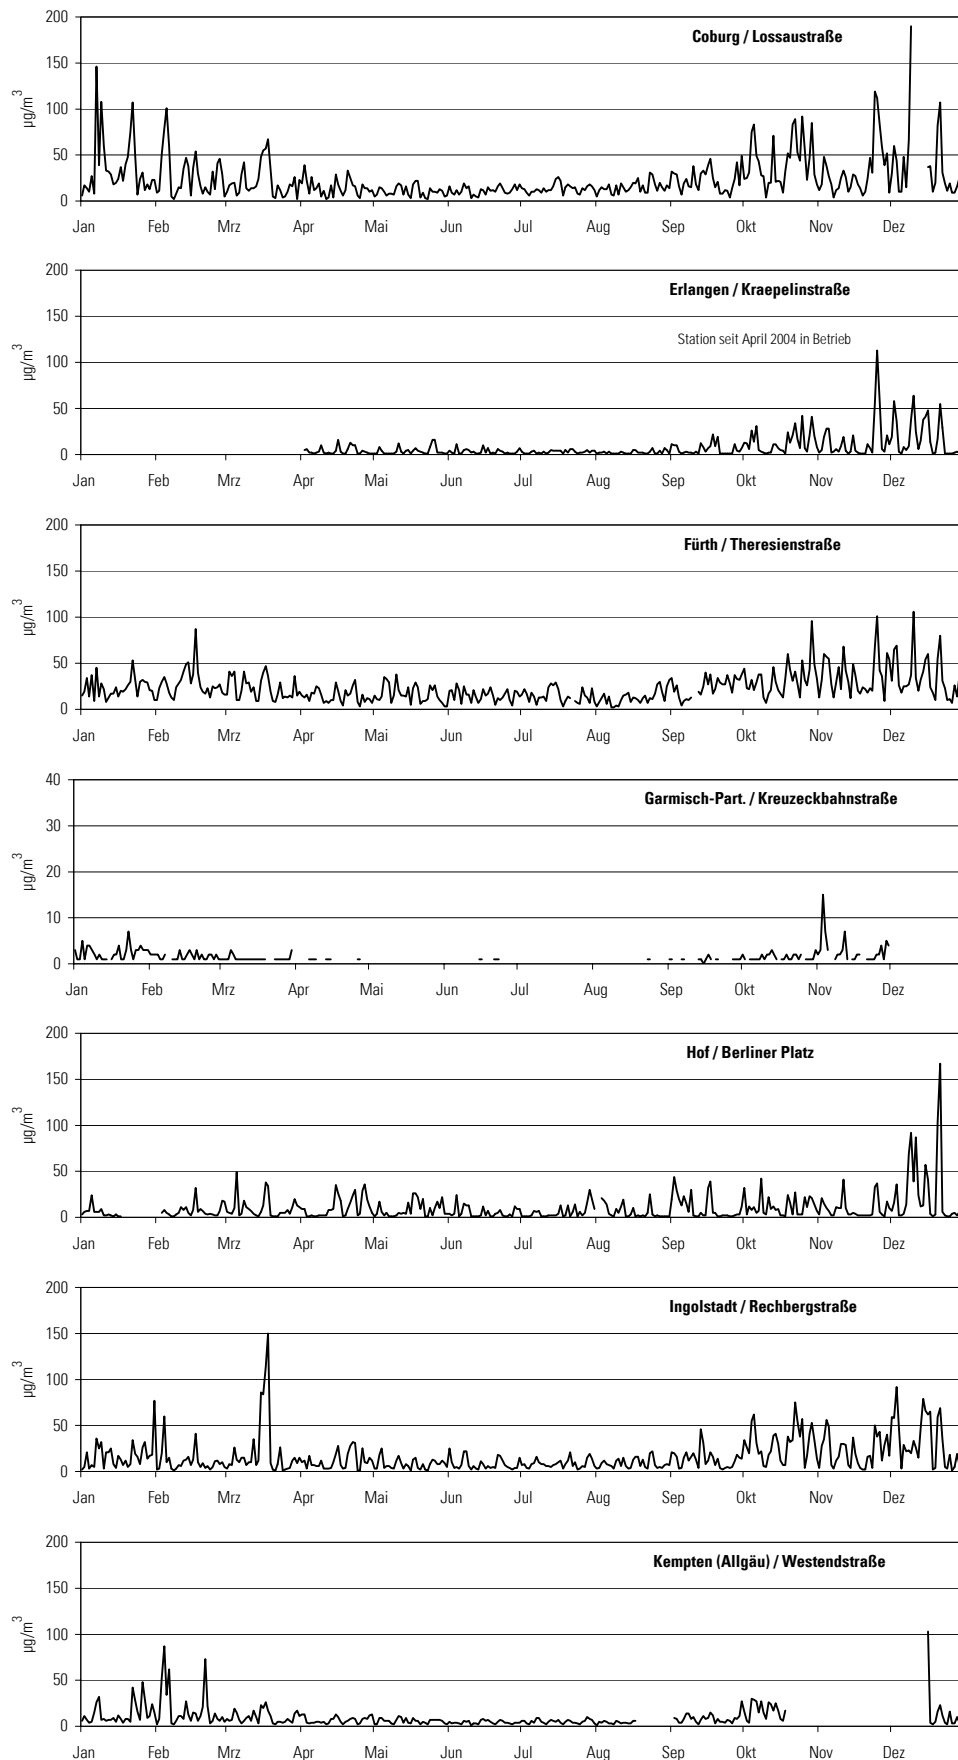 Coburg / Lossaustraße
µg/m³
200
150
100
50
0
Jan Feb Mrz Apr Mai Jun Jul Aug Sep Okt Nov Dez
Erlangen / Kraepelinstraße
Station seit April 2004 in Betrieb
µg/m³
200
150
100
50
0
Jan Feb Mrz Apr Mai Jun Jul Aug Sep Okt Nov Dez
Fürth / Theresienstraße
µg/m³
200
150
100
50
0
Jan Feb Mrz Apr Mai Jun Jul Aug Sep Okt Nov Dez
Garmisch-Part. / Kreuzeckbahnstraße
µg/m³
40
30
20
10
0
Jan Feb Mrz Apr Mai Jun Jul Aug Sep Okt Nov Dez
Hof / Berliner Platz
µg/m³
200
150
100
50
0
Jan Feb Mrz Apr Mai Jun Jul Aug Sep Okt Nov Dez
Ingolstadt / Rechbergstraße
µg/m³
200
150
100
50
0
Jan Feb Mrz Apr Mai Jun Jul Aug Sep Okt Nov Dez
Kempten (Allgäu) / Westendstraße
µg/m³
200
150
100
50
0
Jan Feb Mrz Apr Mai Jun Jul Aug Sep Okt Nov Dez